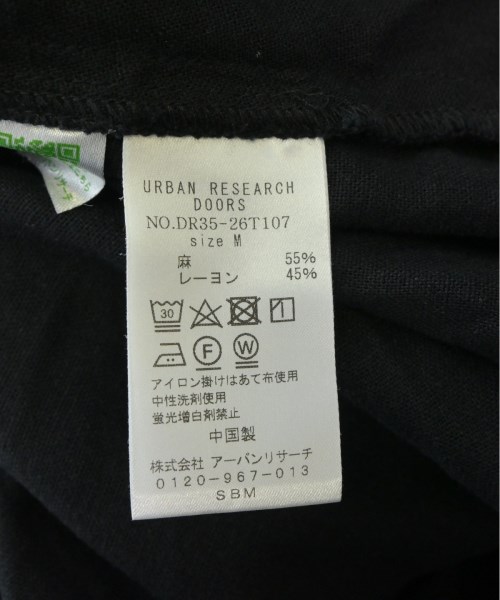 URBAN RESEARCH
DOORS
NO.DR35-26T107
size M
麻 55%
レーヨン 45%
30
F
W
アイロン掛けはあて布使用
中性洗剤使用
蛍光増白剤禁止
中国製
株式会社 アーバンリサーチ
0120-967-013
SBM